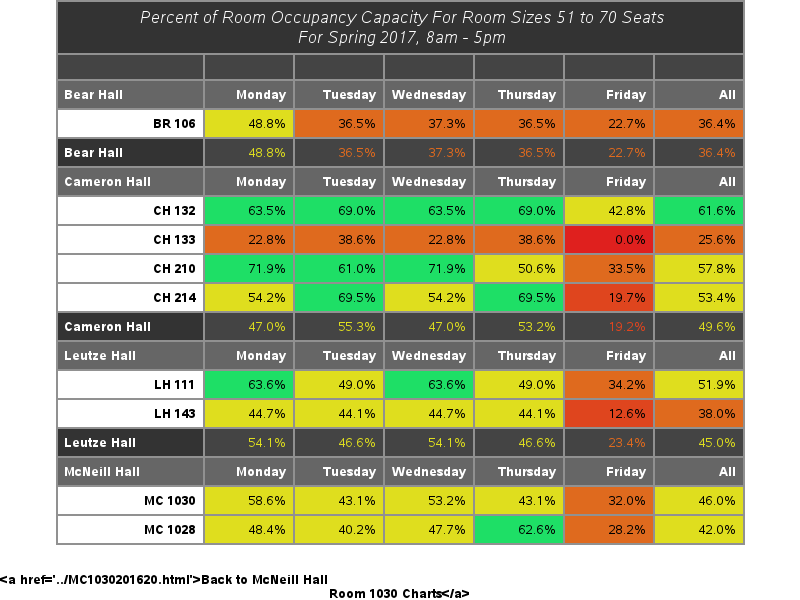 Percent of Room Occupancy Capacity For Room Sizes 51 to 70 Seats
For Spring 2017, 8am - 5pm
Bear Hall Monday Tuesday Wednesday Thursday Friday All
BR 106 48.8% 36.5% 37.3% 36.5% 22.7% 36.4%
Bear Hall 48.8% 36.5% 37.3% 36.5% 22.7% 36.4%
Cameron Hall Monday Tuesday Wednesday Thursday Friday All
CH 132 63.5% 69.0% 63.5% 69.0% 42.8% 61.6%
CH 133 22.8% 38.6% 22.8% 38.6% 0.0% 25.6%
CH 210 71.9% 61.0% 71.9% 50.6% 33.5% 57.8%
CH 214 54.2% 69.5% 54.2% 69.5% 19.7% 53.4%
Cameron Hall 47.0% 55.3% 47.0% 53.2% 19.2% 49.6%
Leutze Hall Monday Tuesday Wednesday Thursday Friday All
LH 111 63.6% 49.0% 63.6% 49.0% 34.2% 51.9%
LH 143 44.7% 44.1% 44.7% 44.1% 12.6% 38.0%
Leutze Hall 54.1% 46.6% 54.1% 46.6% 23.4% 45.0%
McNeill Hall Monday Tuesday Wednesday Thursday Friday All
MC 1030 58.6% 43.1% 53.2% 43.1% 32.0% 46.0%
MC 1028 48.4% 40.2% 47.7% 62.6% 28.2% 42.0%
<a href='../MC1030201620.html'>Back to McNeill Hall
Room 1030 Charts</a>